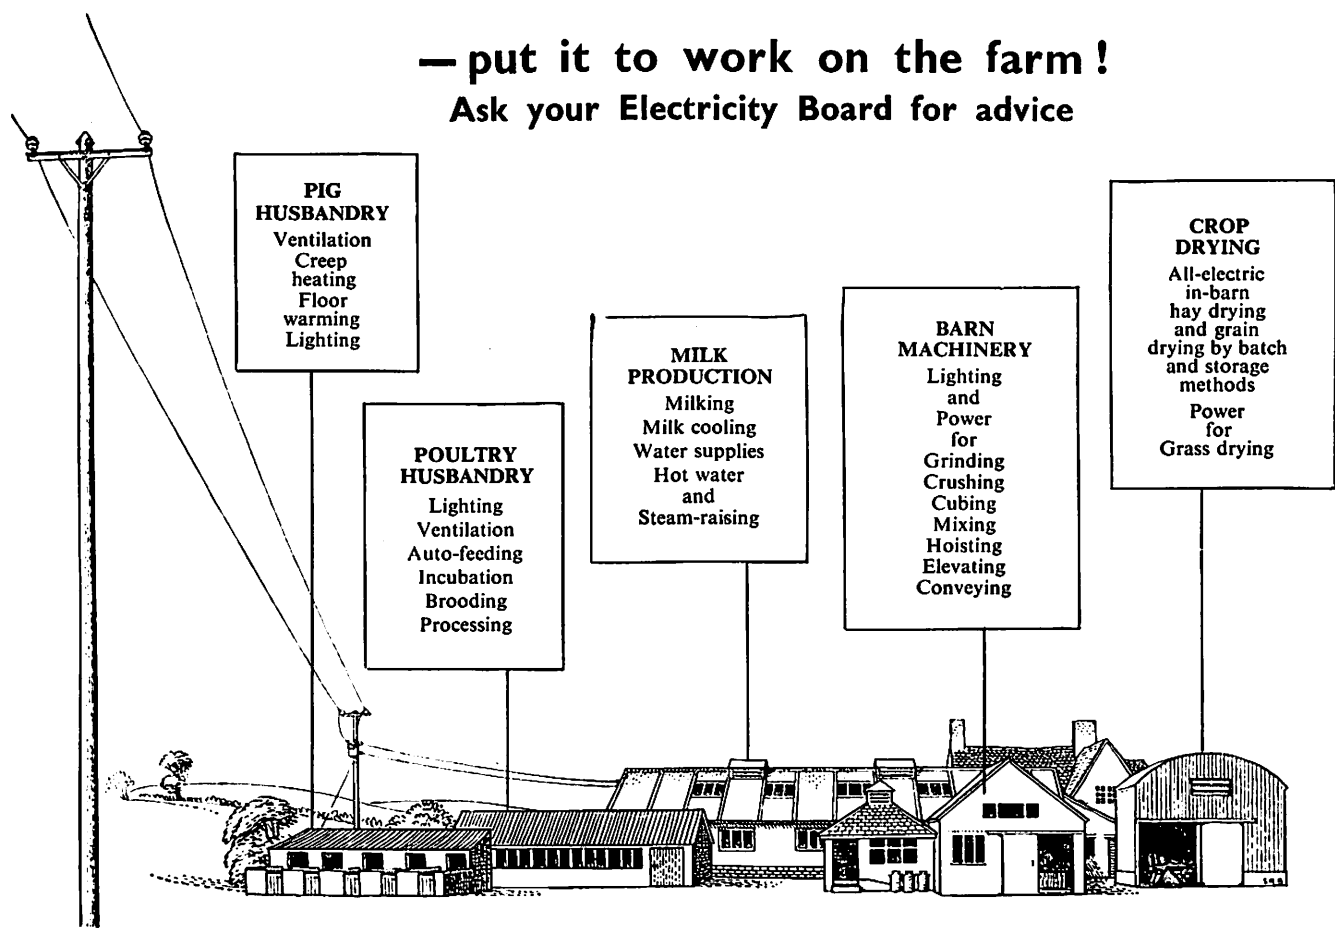 — put it to work on the farm!
Ask your Electricity Board for advice
PIG
HUSBANDRY
Ventilation
Creep
heating
Floor
warming
Lighting
POULTRY
HUSBANDRY
Lighting
Ventilation
Auto-feeding
Incubation
Brooding
Processing
MILK
PRODUCTION
Milking
Milk cooling
Water supplies
Hot water
and
Steam-raising
BARN
MACHINERY
Lighting
and
Power
for
Grinding
Crushing
Cubing
Mixing
Hoisting
Elevating
Conveying
CROP
DRYING
All-electric
in-barn
hay drying
and grain
drying by batch
and storage
methods
Power
for
Grass drying